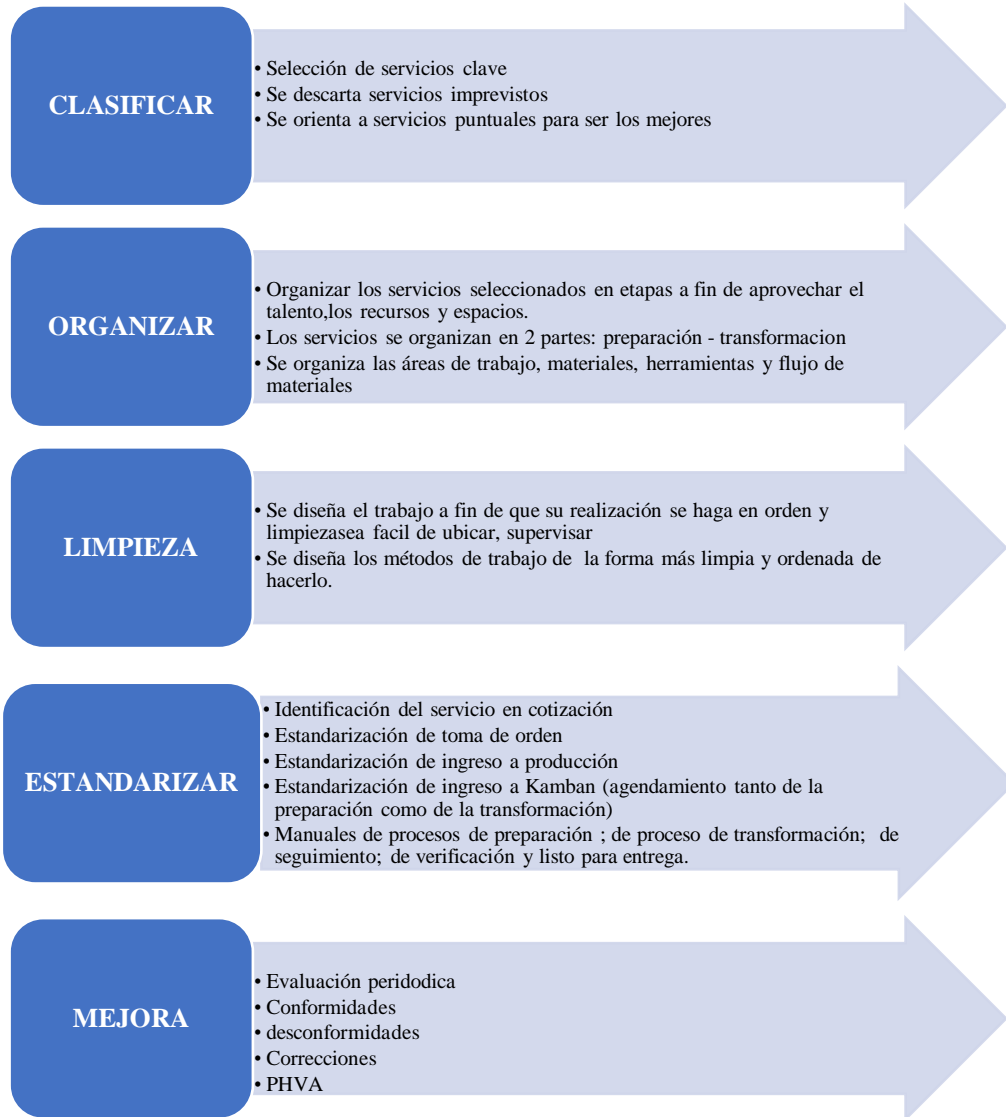 CLASIFICAR
• Selección de servicios clave
• Se descarta servicios imprevistos
• Se orienta a servicios puntuales para ser los mejores
ORGANIZAR
• Organizar los servicios seleccionados en etapas a fin de aprovechar el
talento,los recursos y espacios.
• Los servicios se organizan en 2 partes: preparación - transformacion
• Se organiza las áreas de trabajo, materiales, herramientas y flujo de
materiales
LIMPIEZA
• Se diseña el trabajo a fin de que su realización se haga en orden y
limpiezasea facil de ubicar, supervisar
• Se diseña los métodos de trabajo de la forma más limpia y ordenada de
hacerlo.
ESTANDARIZAR
• Identificación del servicio en cotización
• Estandarización de toma de orden
• Estandarización de ingreso a producción
• Estandarización de ingreso a Kamban (agendamiento tanto de la
preparación como de la transformación)
• Manuales de procesos de preparación ; de proceso de transformación; de
seguimiento; de verificación y listo para entrega.
MEJORA
• Evaluación peridodica
• Conformidades
• desconformidades
• Correcciones
• PHVA